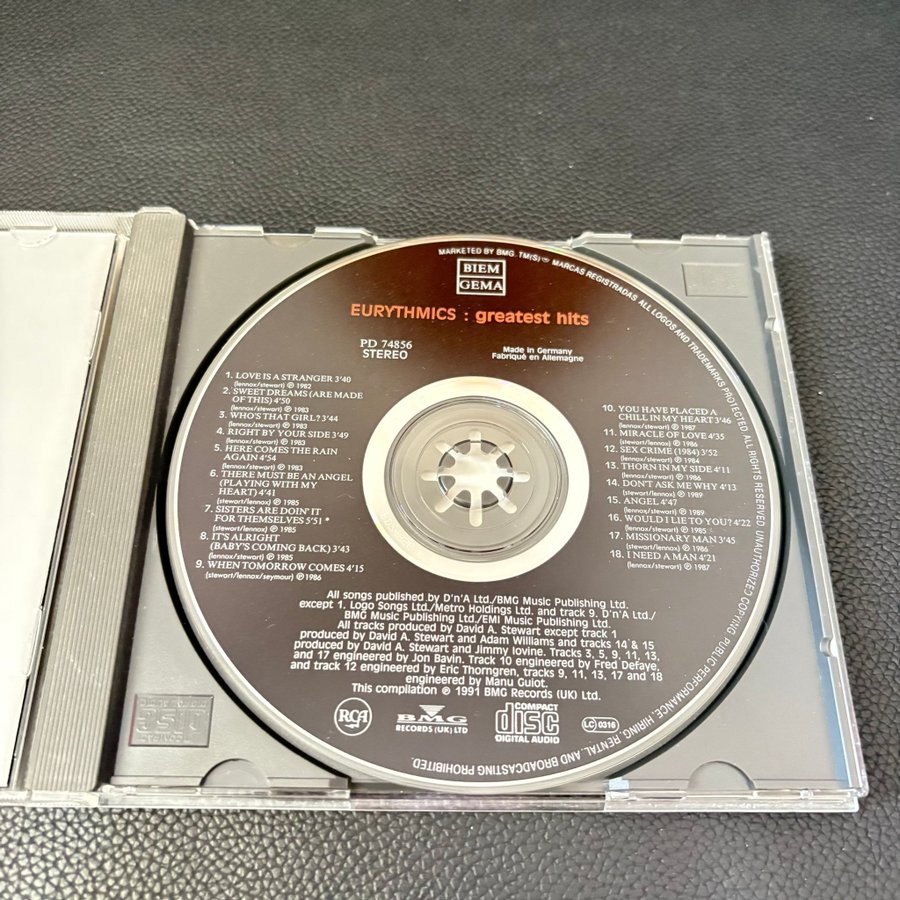 MARKETED BY BMG. TM(S) ® MARCAS REGISTRADAS. ALL LOGOS AND TRADEMARKS PROTECTED. ALL RIGHTS RESERVED. UNAUTHORIZED COPYING, PUBLIC PERFORMANCE, HIRING, RENTAL AND BROADCASTING PROHIBITED.
BIEM
GEMA
EURYTHMICS : greatest hits
PD 74856
STEREO
Made in Germany
Fabriqué en Allemagne
1. LOVE IS A STRANGER 3'40
(lennox/stewart) ℗ 1982
2. SWEET DREAMS (ARE MADE
OF THIS) 4'50
(lennox/stewart) ℗ 1983
3. WHO'S THAT GIRL? 3'44
(lennox/stewart) ℗ 1983
4. RIGHT BY YOUR SIDE 3'49
(lennox/stewart) ℗ 1983
5. HERE COMES THE RAIN
AGAIN 4'54
(lennox/stewart) ℗ 1983
6. THERE MUST BE AN ANGEL
(PLAYING WITH MY
HEART) 4'41
(stewart/lennox) ℗ 1985
7. SISTERS ARE DOIN' IT
FOR THEMSELVES 5'51 *
(stewart/lennox) ℗ 1985
8. IT'S ALRIGHT
(BABY'S COMING BACK) 3'43
(lennox/stewart) ℗ 1985
9. WHEN TOMORROW COMES 4'15
(stewart/lennox/seymour) ℗ 1986
10. YOU HAVE PLACED A
CHILL IN MY HEART 3'46
(lennox/stewart) ℗ 1987
11. MIRACLE OF LOVE 4'35
(stewart/lennox) ℗ 1986
12. SEX CRIME (1984) 3'52
(lennox/stewart) ℗ 1984
13. THORN IN MY SIDE 4'11
(lennox/stewart) ℗ 1986
14. DON'T ASK ME WHY 4'13
(stewart/lennox) ℗ 1989
15. ANGEL 4'47
(lennox/stewart) ℗ 1989
16. WOULD I LIE TO YOU? 4'22
(lennox/stewart) ℗ 1985
17. MISSIONARY MAN 3'45
(stewart/lennox) ℗ 1986
18. I NEED A MAN 4'21
(lennox/stewart) ℗ 1987
All songs published by D'n'A Ltd./BMG Music Publishing Ltd.
except 1. Logo Songs Ltd./Metro Holdings Ltd. and track 9. D'n'A Ltd./
BMG Music Publishing Ltd./EMI Music Publishing Ltd.
All tracks produced by David A. Stewart except track 1
produced by David A. Stewart and Adam Williams and tracks 14 & 15
produced by David A. Stewart and Jimmy Iovine. Tracks 3, 5, 9, 11, 13,
and 17 engineered by Jon Bavin. Track 10 engineered by Fred Defaye,
and track 12 engineered by Eric Thorngren, tracks 9, 11, 13, 17 and 18
engineered by Manu Guiot.
This compilation ℗ 1991 BMG Records (UK) Ltd.
RCA
BMG
RECORDS (UK) LTD
COMPACT
disc
DIGITAL AUDIO
LC 0316
COMPACT
disc
DIGITAL AUDIO